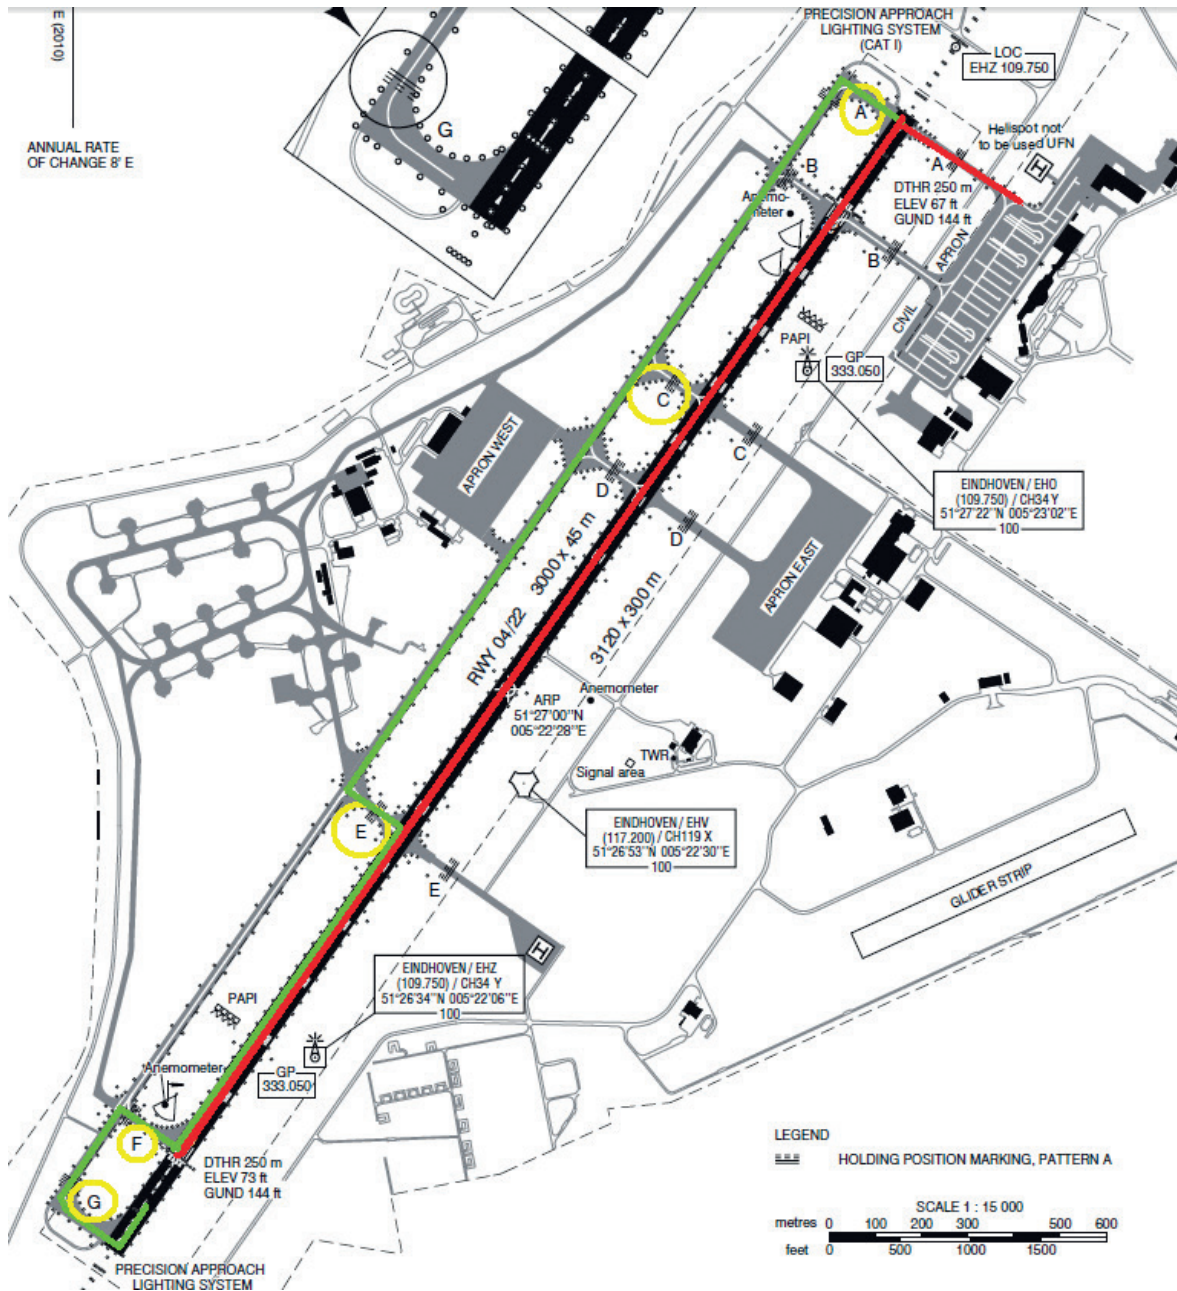 E (2010)
ANNUAL RATE
OF CHANGE 8' E
G
PRECISION APPROACH
LIGHTING SYSTEM
(CAT I)
LOC
EHZ 109.750
A
Helispot not
to be used UFN
H
A
B
DTHR 250 m
ELEV 67 ft
GUND 144 ft
Anemo-
meter
B
APRON
CIVIL
PAPI
GP
333.050
C
C
APRON WEST
D
D
EINDHOVEN / EHO
(109.750) / CH34 Y
51°27'22''N 005°23'02''E
100
RWY 04/22 3000 x 45 m
3120 x 300 m
APRON EAST
ARP
51°27'00''N
005°22'28''E
Anemometer
TWR
Signal area
E
EINDHOVEN / EHV
(117.200) / CH119 X
51°26'53''N 005°22'30''E
100
E
GLIDER STRIP
H
EINDHOVEN / EHZ
(109.750) / CH34 Y
51°26'34''N 005°22'06''E
100
PAPI
GP
333.050
Anemometer
F
DTHR 250 m
ELEV 73 ft
GUND 144 ft
G
PRECISION APPROACH
LIGHTING SYSTEM
LEGEND
HOLDING POSITION MARKING, PATTERN A
SCALE 1 : 15 000
metres 0 100 200 300 500 600
feet 0 500 1000 1500